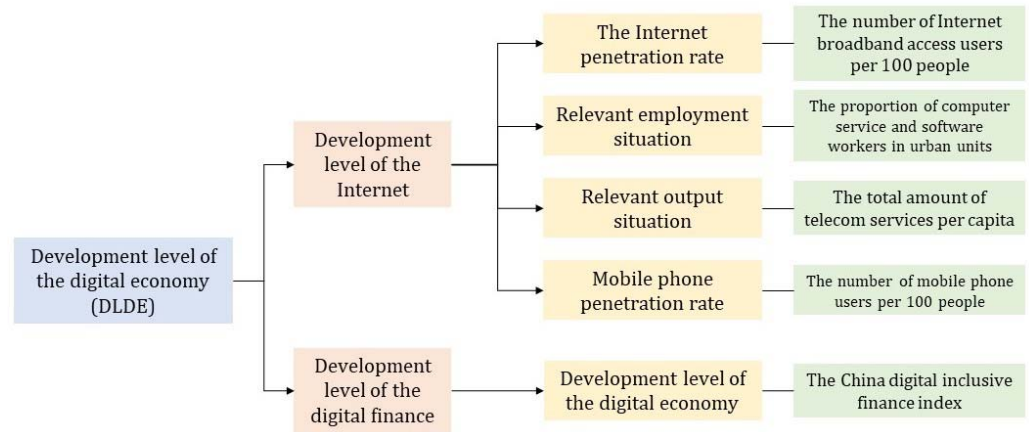 Development level of
the digital economy
(DLDE)
Development
level of the
Internet
Development
level of the
digital finance
The Internet
penetration rate
Relevant employment
situation
Relevant output
situation
Mobile phone
penetration rate
Development level of
the digital economy
The number of Internet
broadband access users
per 100 people
The proportion of computer
service and software
workers in urban units
The total amount of
telecom services per capita
The number of mobile phone
users per 100 people
The China digital inclusive
finance index